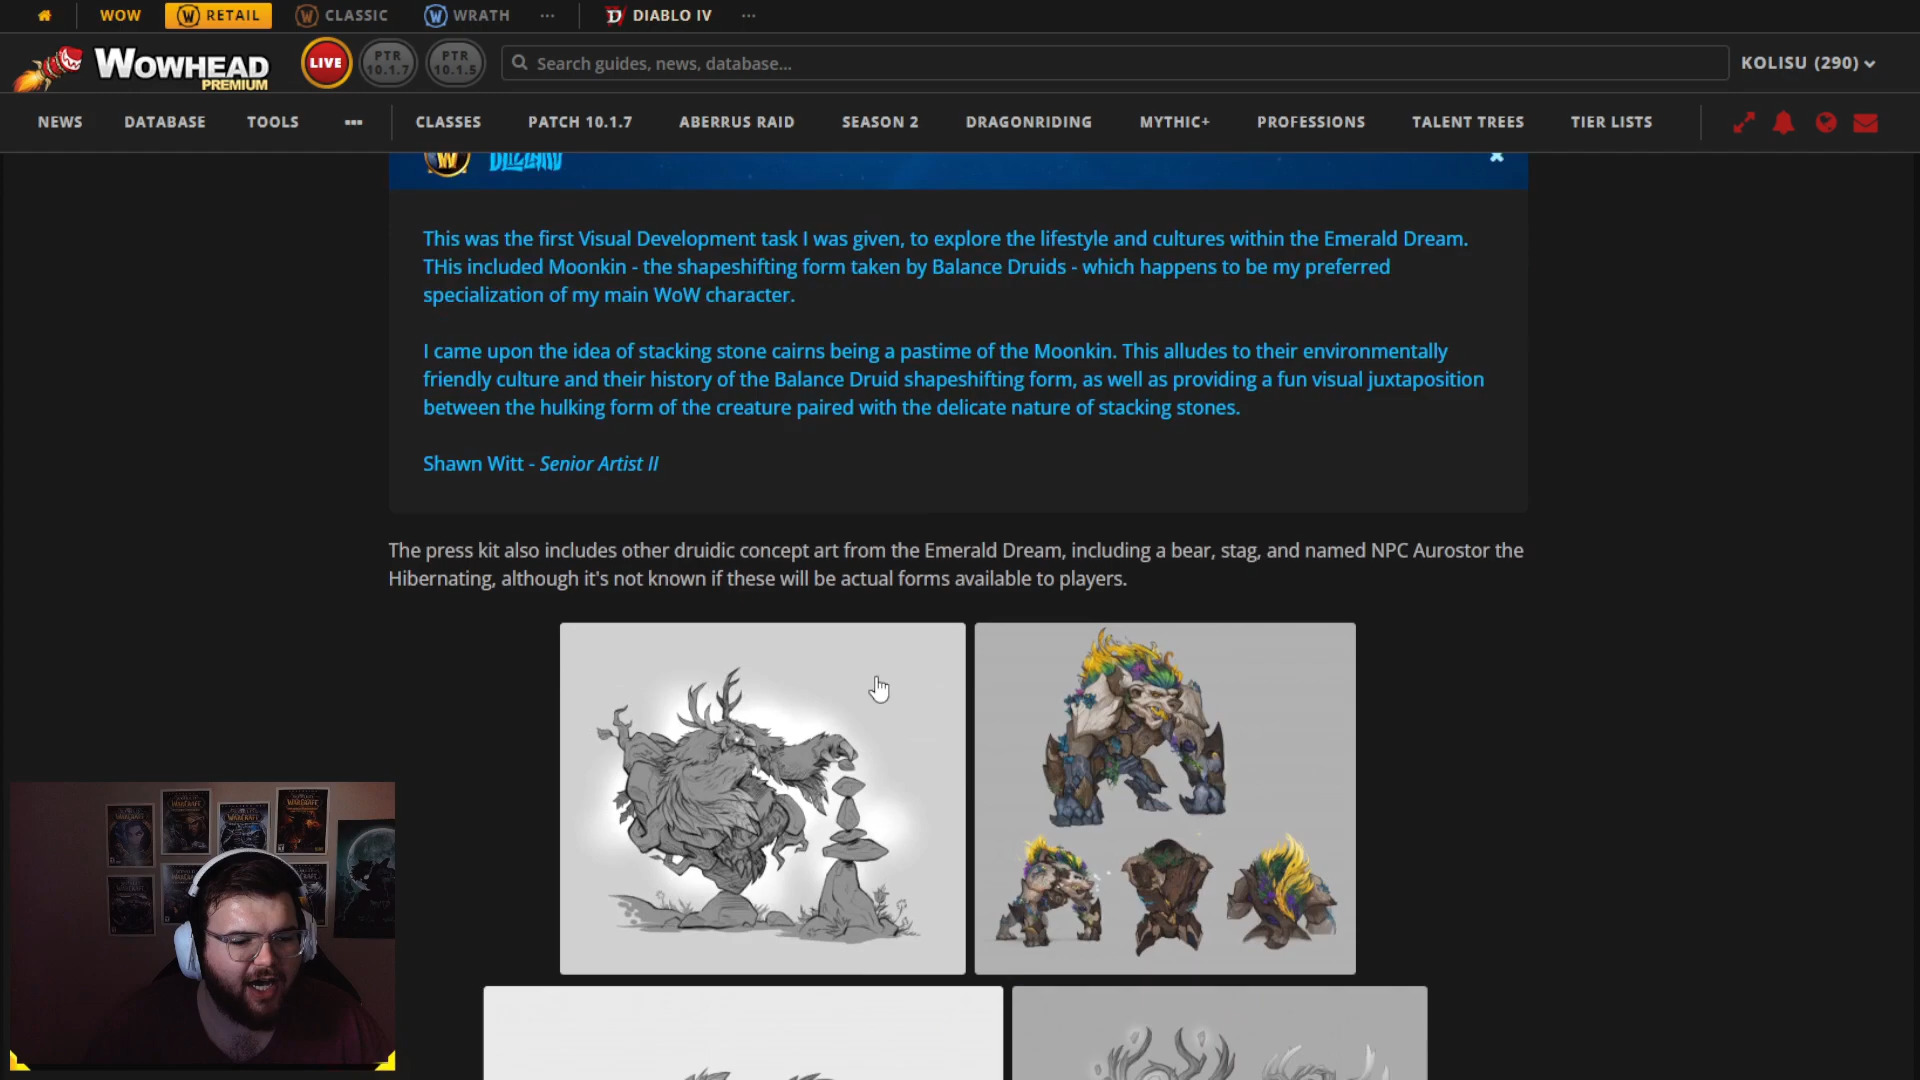 WOW
RETAIL
CLASSIC
WRATH
DIABLO IV
WOWHEAD
PREMIUM
LIVE
PTR
10.1.7
PTR
10.1.5
Search guides, news, database...
KOLISU (290)
NEWS
DATABASE
TOOLS
CLASSES
PATCH 10.1.7
ABERRUS RAID
SEASON 2
DRAGONRIDING
MYTHIC+
PROFESSIONS
TALENT TREES
TIER LISTS
BLIZZARD
This was the first Visual Development task I was given, to explore the lifestyle and cultures within the Emerald Dream.
THis included Moonkin - the shapeshifting form taken by Balance Druids - which happens to be my preferred
specialization of my main WoW character.
I came upon the idea of stacking stone cairns being a pastime of the Moonkin. This alludes to their environmentally
friendly culture and their history of the Balance Druid shapeshifting form, as well as providing a fun visual juxtaposition
between the hulking form of the creature paired with the delicate nature of stacking stones.
Shawn Witt - Senior Artist II
The press kit also includes other druidic concept art from the Emerald Dream, including a bear, stag, and named NPC Aurostor the
Hibernating, although it's not known if these will be actual forms available to players.